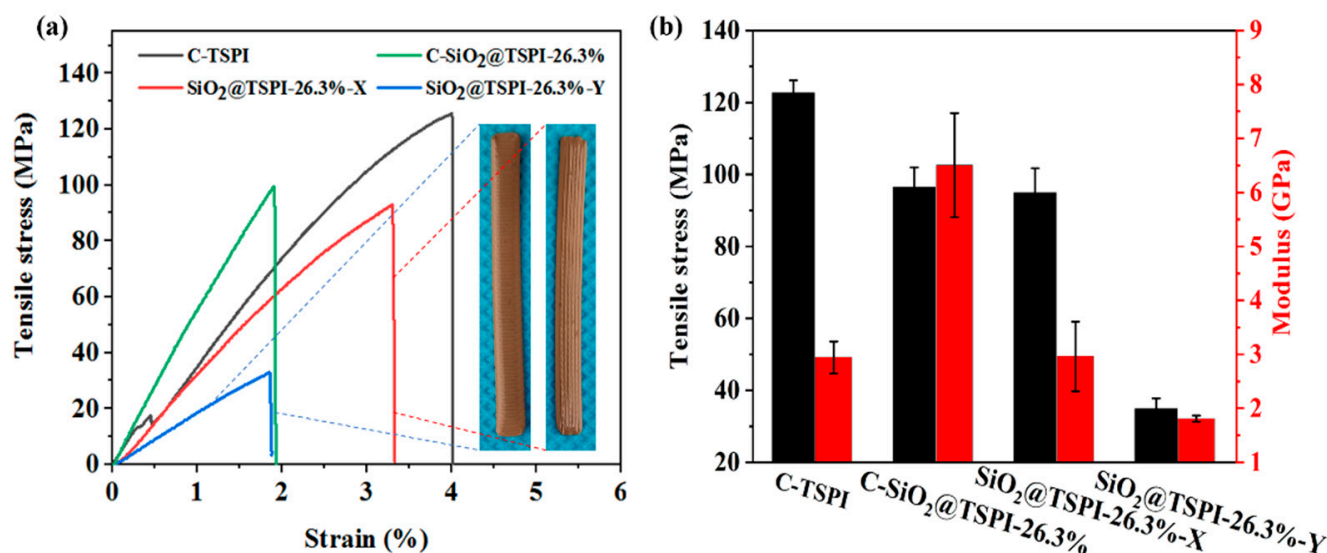 (a)
C-TSPI
C-SiO₂@TSPI-26.3%
SiO₂@TSPI-26.3%-X
SiO₂@TSPI-26.3%-Y
Tensile stress (MPa)
140
120
100
80
60
40
20
0
0 1 2 3 4 5 6
Strain (%)
(b)
Tensile stress (MPa)
140
120
100
80
60
40
20
9
8
7
6
5
4
3
2
1
Modulus (GPa)
C-TSPI
C-SiO₂@TSPI-26.3%
SiO₂@TSPI-26.3%-X
SiO₂@TSPI-26.3%-Y